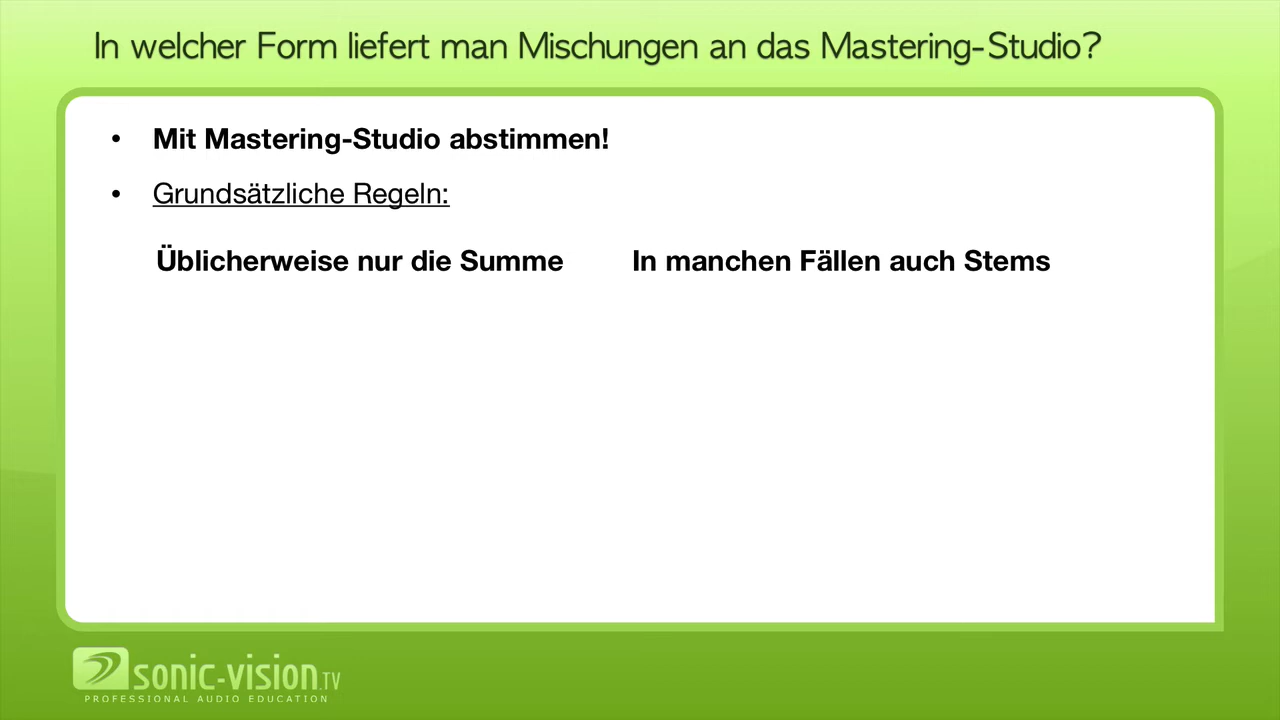 In welcher Form liefert man Mischungen an das Mastering-Studio?
• Mit Mastering-Studio abstimmen!
• Grundsätzliche Regeln:
Üblicherweise nur die Summe
In manchen Fällen auch Stems
sonic-vision.TV
PROFESSIONAL AUDIO EDUCATION